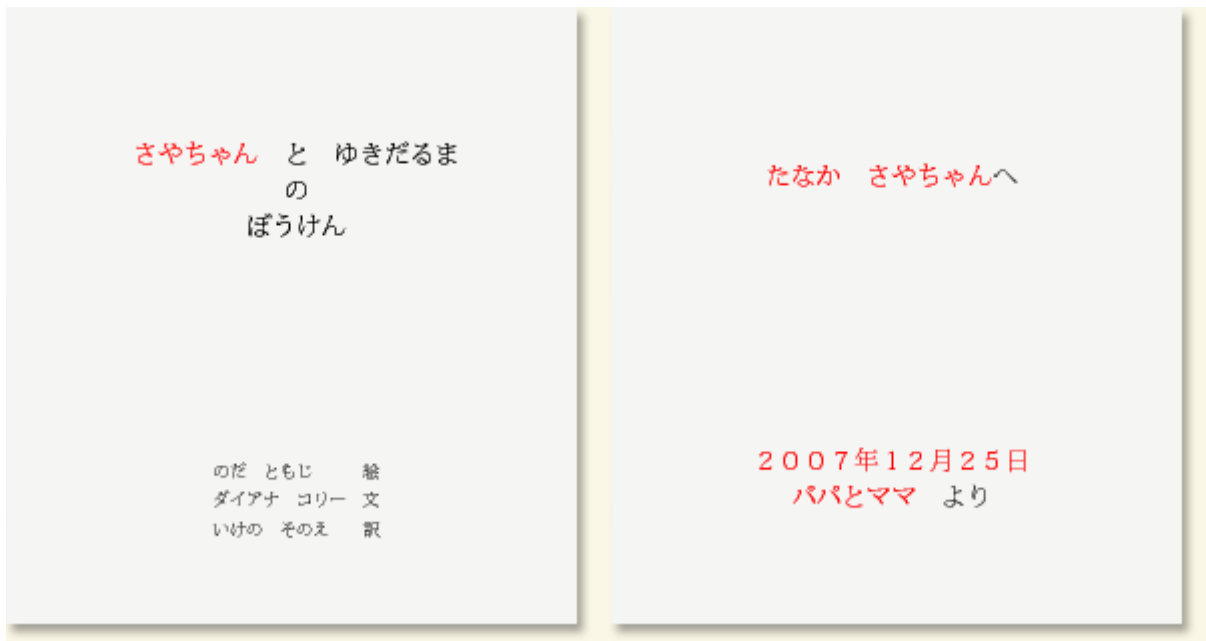 さやちゃん　と　ゆきだるま
の
ぼうけん
のだ　ともじ　　絵
ダイアナ　コリー　文
いけの　そのえ　　訳
たなか　さやちゃんへ
２００７年１２月２５日
パパとママ　より